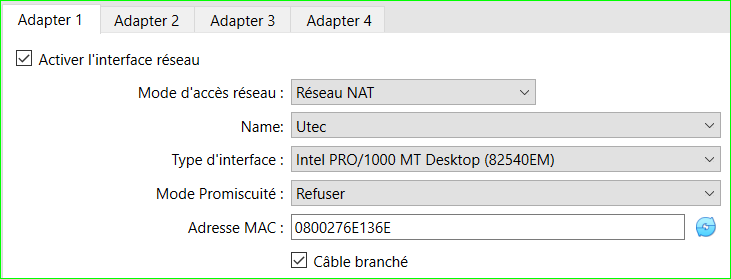 Adapter 1 Adapter 2 Adapter 3 Adapter 4
Activer l'interface réseau
Mode d'accès réseau : Réseau NAT
Name: Utec
Type d'interface : Intel PRO/1000 MT Desktop (82540EM)
Mode Promiscuité : Refuser
Adresse MAC : 0800276E136E
Câble branché